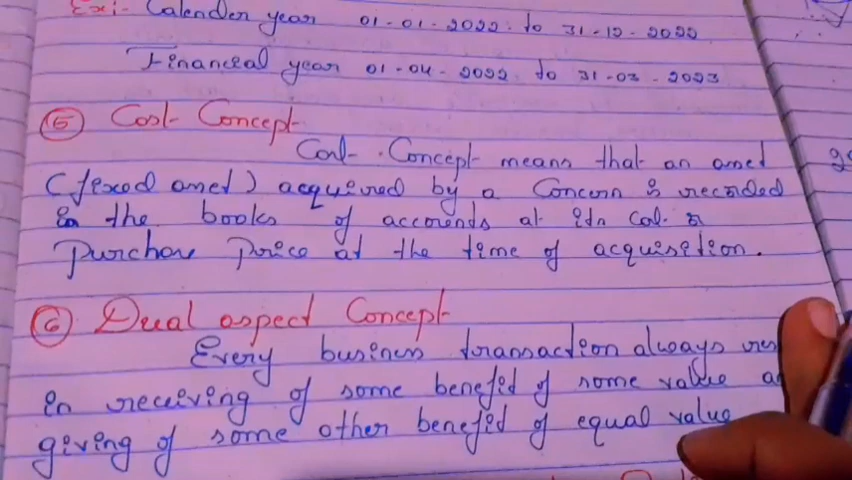 Ex:- Calender year 01-01-2022 to 31-12-2022
Financial year 01-04-2022 to 31-03-2023
⑤ Cost Concept
Cost Concept means that an asset
(fixed asset) acquired by a Concern is recorded
in the books of accounts at its cost or
Purchase Price at the time of acquisition.
⑥ Dual aspect Concept
Every business transaction always
in receiving of some benefit of some value
giving of some other benefit of equal value